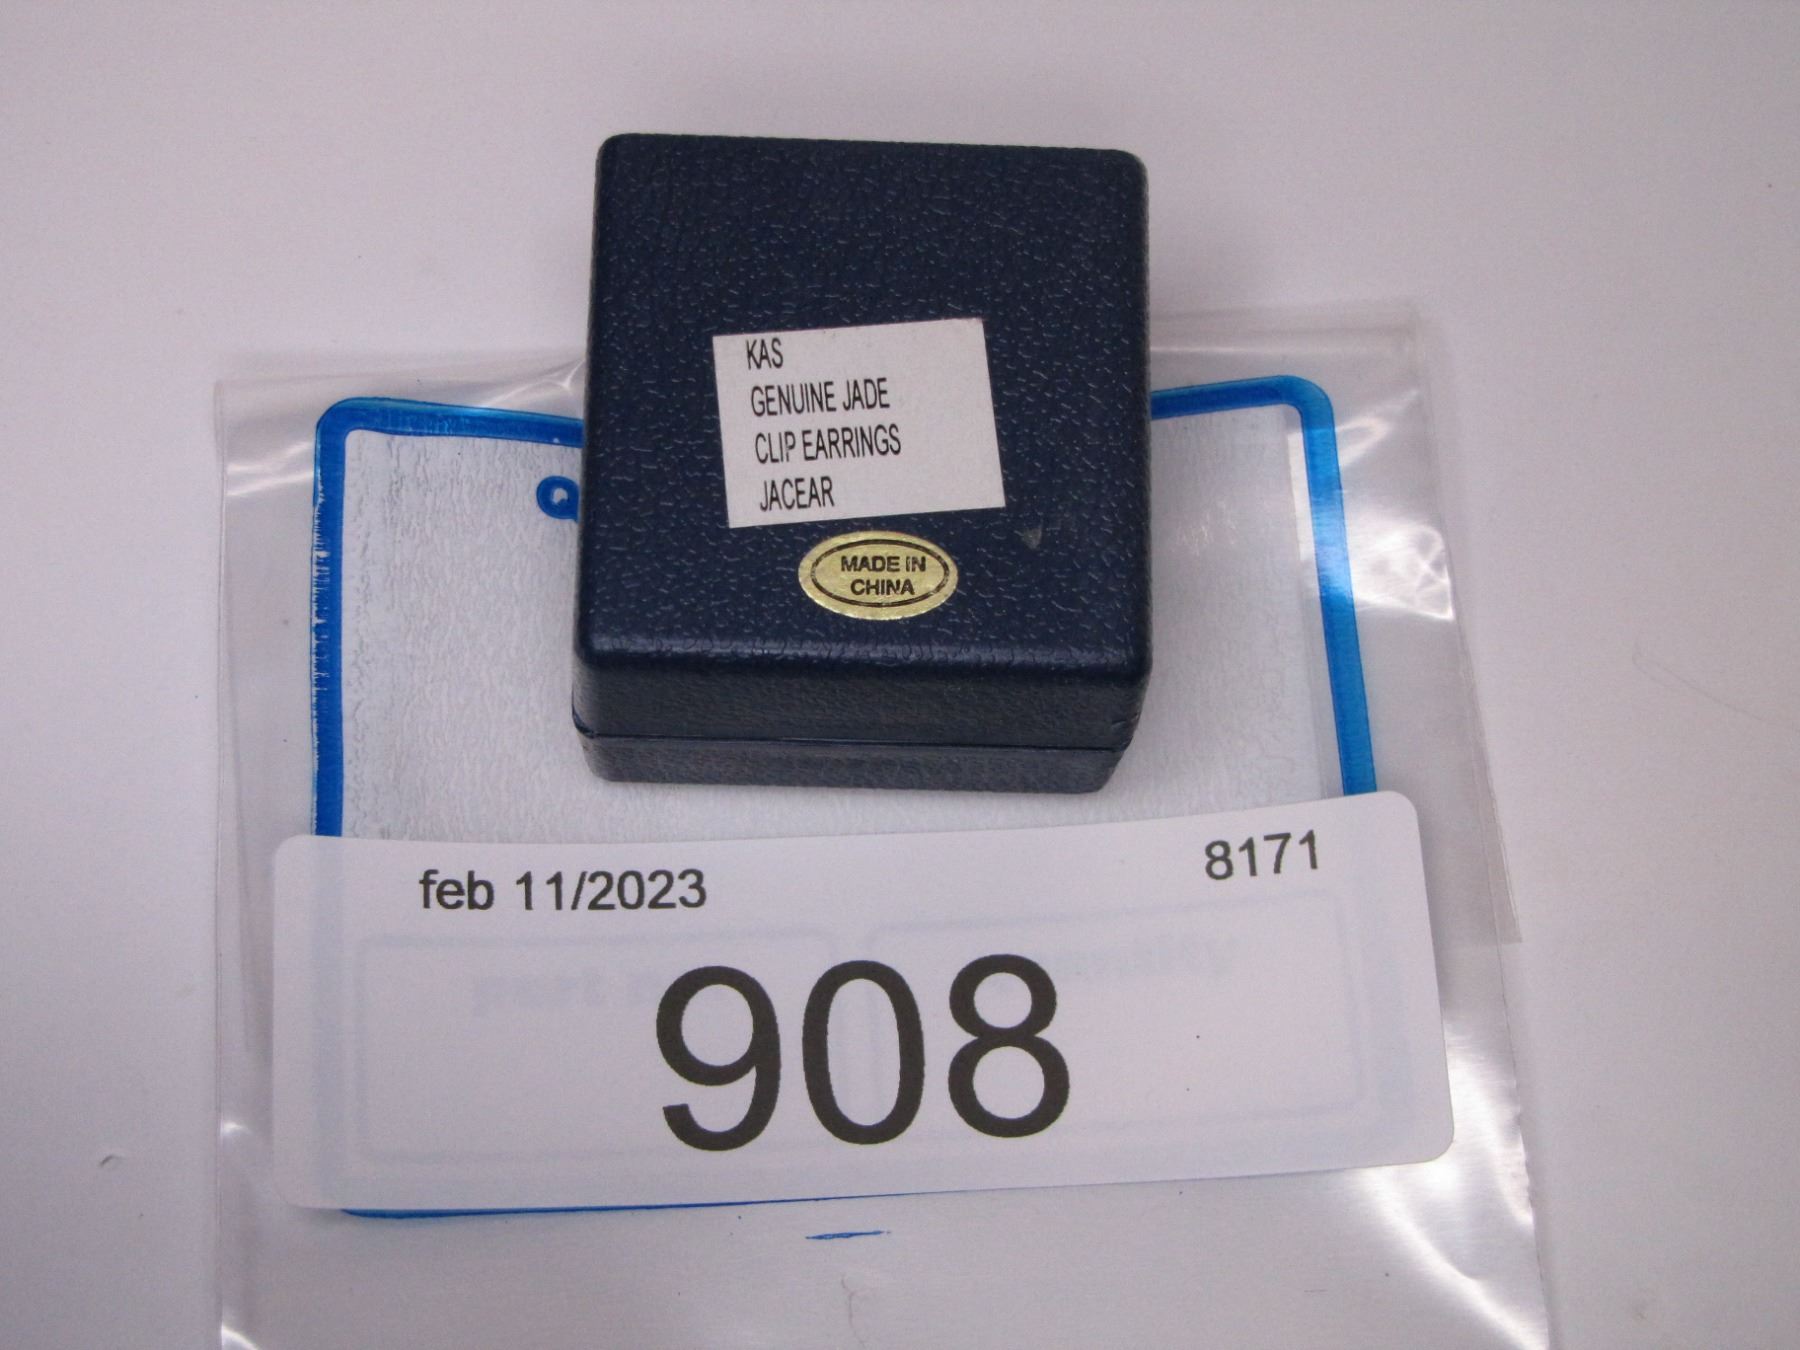 KAS
GENUINE JADE
CLIP EARRINGS
JACEAR
MADE IN
CHINA
Q
feb 11/2023
8171
908